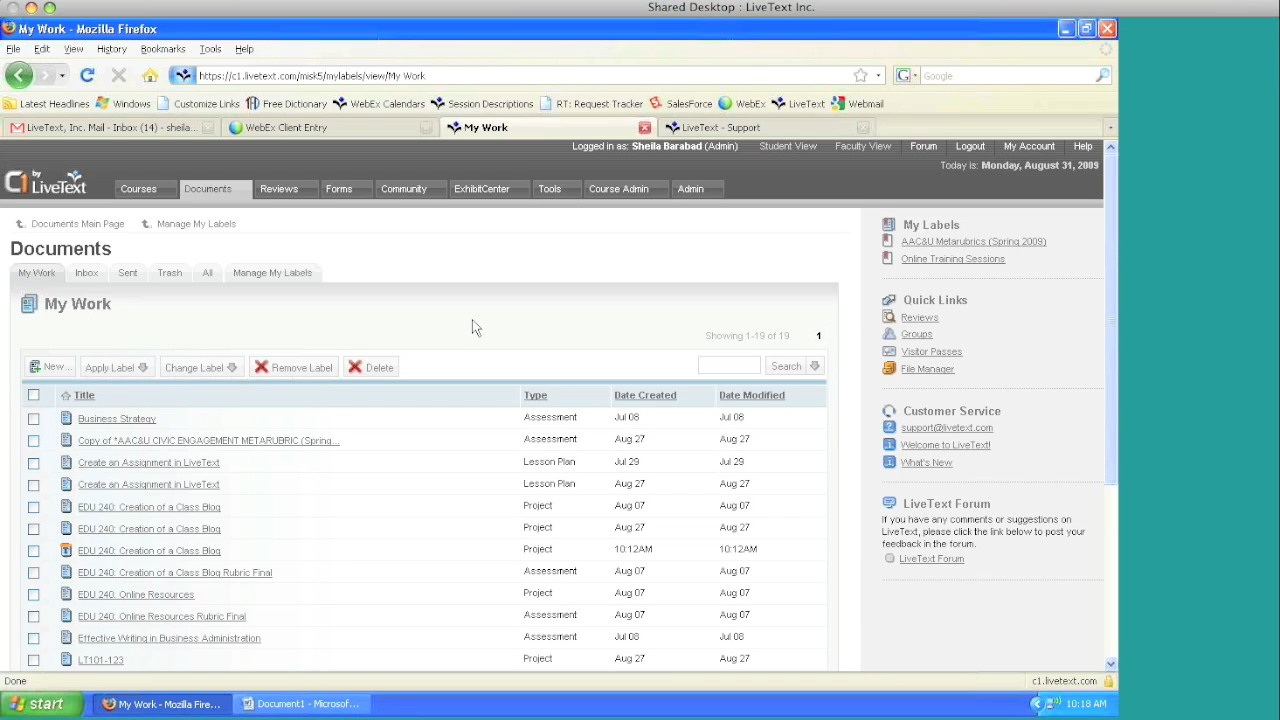 Shared Desktop : LiveText Inc.
My Work - Mozilla Firefox
File Edit View History Bookmarks Tools Help
https://c1.livetext.com/misk5/mylabels/view/My Work
Google
Latest Headlines Windows Customize Links Free Dictionary WebEx Calendars Session Descriptions RT: Request Tracker SalesForce WebEx LiveText Webmail
LiveText, Inc. Mail - Inbox (14) - sheila... WebEx Client Entry My Work LiveText - Support
Logged in as: Sheila Barabad (Admin) Student View Faculty View Forum Logout My Account Help
Today is: Monday, August 31, 2009
C1 by LiveText
Courses Documents Reviews Forms Community ExhibitCenter Tools Course Admin Admin
Documents Main Page Manage My Labels
Documents
My Work Inbox Sent Trash All Manage My Labels
My Work
Showing 1-19 of 19 1
New... Apply Label Change Label Remove Label Delete Search
Title Type Date Created Date Modified
Business Strategy Assessment Jul 08 Jul 08
Copy of *AAC&U CIVIC ENGAGEMENT METARUBRIC (Spring... Assessment Aug 27 Aug 27
Create an Assignment in LiveText Lesson Plan Jul 29 Jul 29
Create an Assignment in LiveText Lesson Plan Aug 27 Aug 27
EDU 240: Creation of a Class Blog Project Aug 07 Aug 07
EDU 240: Creation of a Class Blog Project Aug 27 Aug 27
EDU 240: Creation of a Class Blog Project 10:12AM 10:12AM
EDU 240: Creation of a Class Blog Rubric Final Assessment Aug 07 Aug 07
EDU 240: Online Resources Project Aug 07 Aug 07
EDU 240: Online Resources Rubric Final Assessment Aug 07 Aug 07
Effective Writing in Business Administration Assessment Jul 08 Jul 08
LT101-123 Project Aug 27 Aug 27
My Labels
AAC&U Metarubrics (Spring 2009)
Online Training Sessions
Quick Links
Reviews
Groups
Visitor Passes
File Manager
Customer Service
support@livetext.com
Welcome to LiveText!
What's New
LiveText Forum
If you have any comments or suggestions on
LiveText, please click the link below to post your
feedback in the forum.
LiveText Forum
Done c1.livetext.com
start My Work - Mozilla Fire... Document1 - Microsof... 10:18 AM